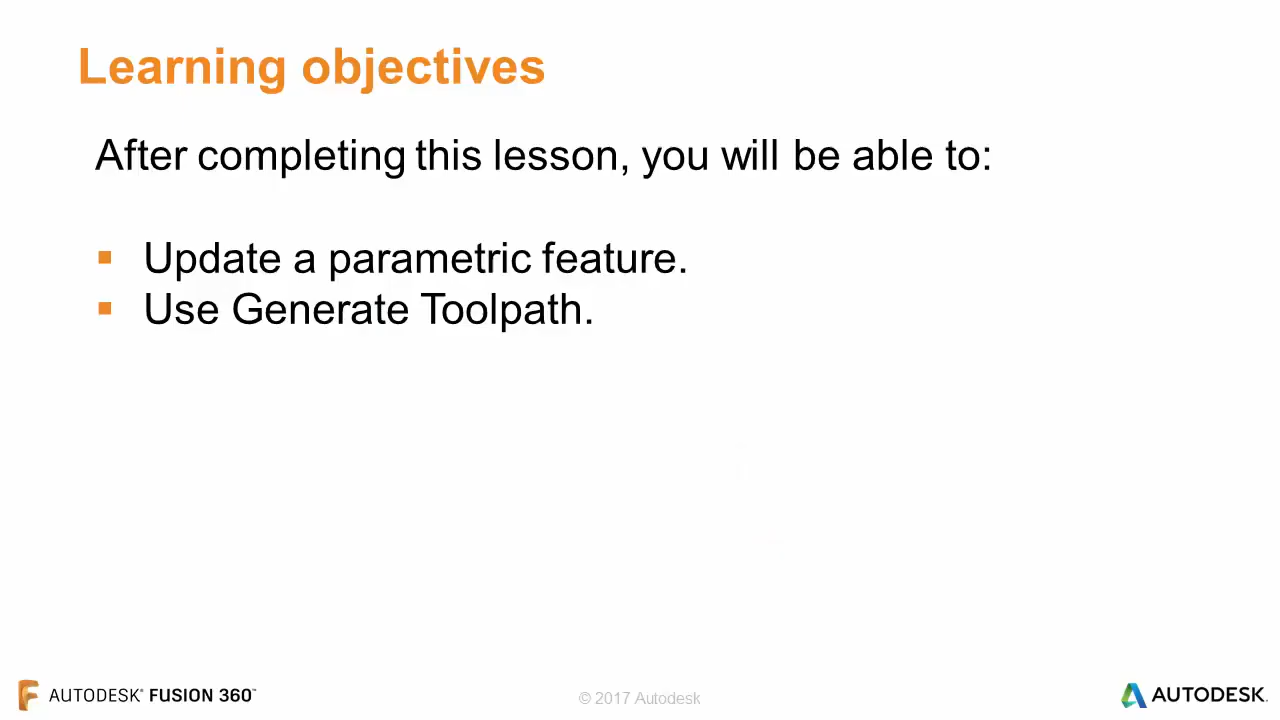 Learning objectives
After completing this lesson, you will be able to:
▪ Update a parametric feature.
▪ Use Generate Toolpath.
AUTODESK® FUSION 360™
© 2017 Autodesk
AUTODESK.